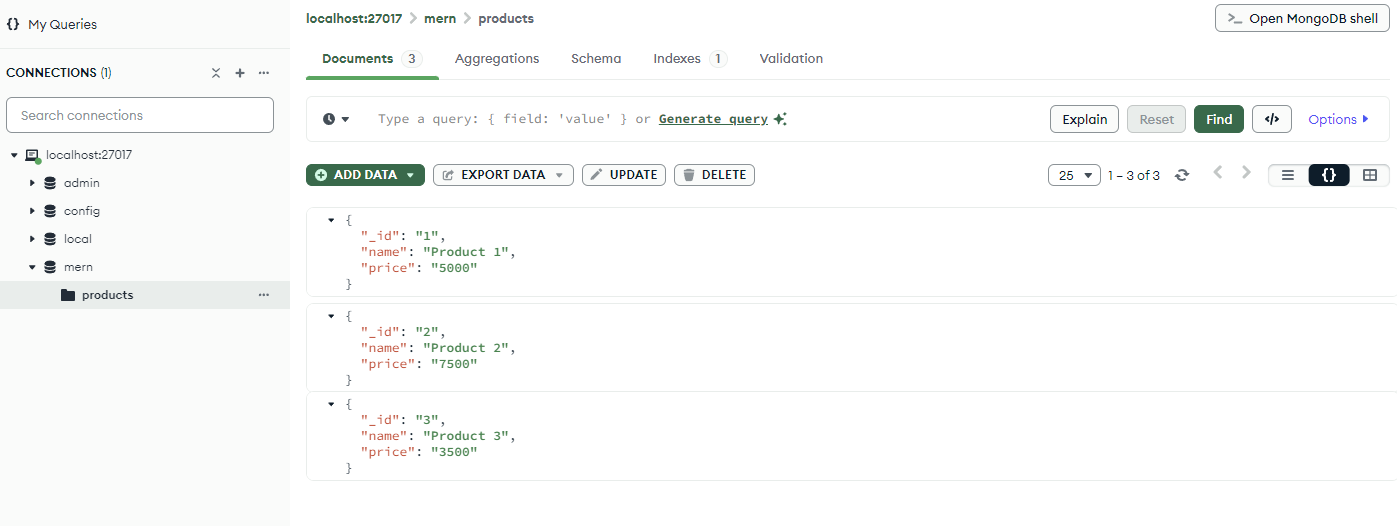 {} My Queries
CONNECTIONS (1)
Search connections
localhost:27017
admin
config
local
mern
products
localhost:27017 > mern > products
>_ Open MongoDB shell
Documents 3 Aggregations Schema Indexes 1 Validation
Type a query: { field: 'value' } or Generate query
Explain Reset Find </> Options
ADD DATA EXPORT DATA UPDATE DELETE
25 1 – 3 of 3 {}
{
"_id": "1",
"name": "Product 1",
"price": "5000"
}
{
"_id": "2",
"name": "Product 2",
"price": "7500"
}
{
"_id": "3",
"name": "Product 3",
"price": "3500"
}